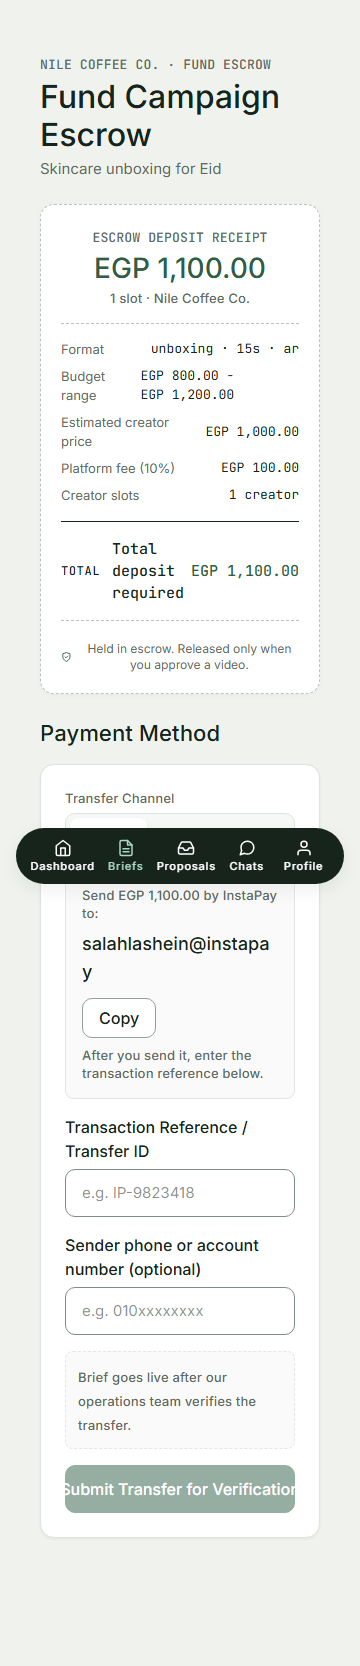 NILE COFFEE CO. · FUND ESCROW
Fund Campaign
Escrow
Skincare unboxing for Eid
ESCROW DEPOSIT RECEIPT
EGP 1,100.00
1 slot · Nile Coffee Co.
Format unboxing · 15s · ar
Budget range EGP 800.00 - EGP 1,200.00
Estimated creator price EGP 1,000.00
Platform fee (10%) EGP 100.00
Creator slots 1 creator
TOTAL Total deposit required EGP 1,100.00
Held in escrow. Released only when
you approve a video.
Payment Method
Transfer Channel
Dashboard Briefs Proposals Chats Profile
Send EGP 1,100.00 by InstaPay
to:
salahlashein@instapa
y
Copy
After you send it, enter the
transaction reference below.
Transaction Reference /
Transfer ID
e.g. IP-9823418
Sender phone or account
number (optional)
e.g. 010xxxxxxxx
Brief goes live after our
operations team verifies the
transfer.
Submit Transfer for Verification